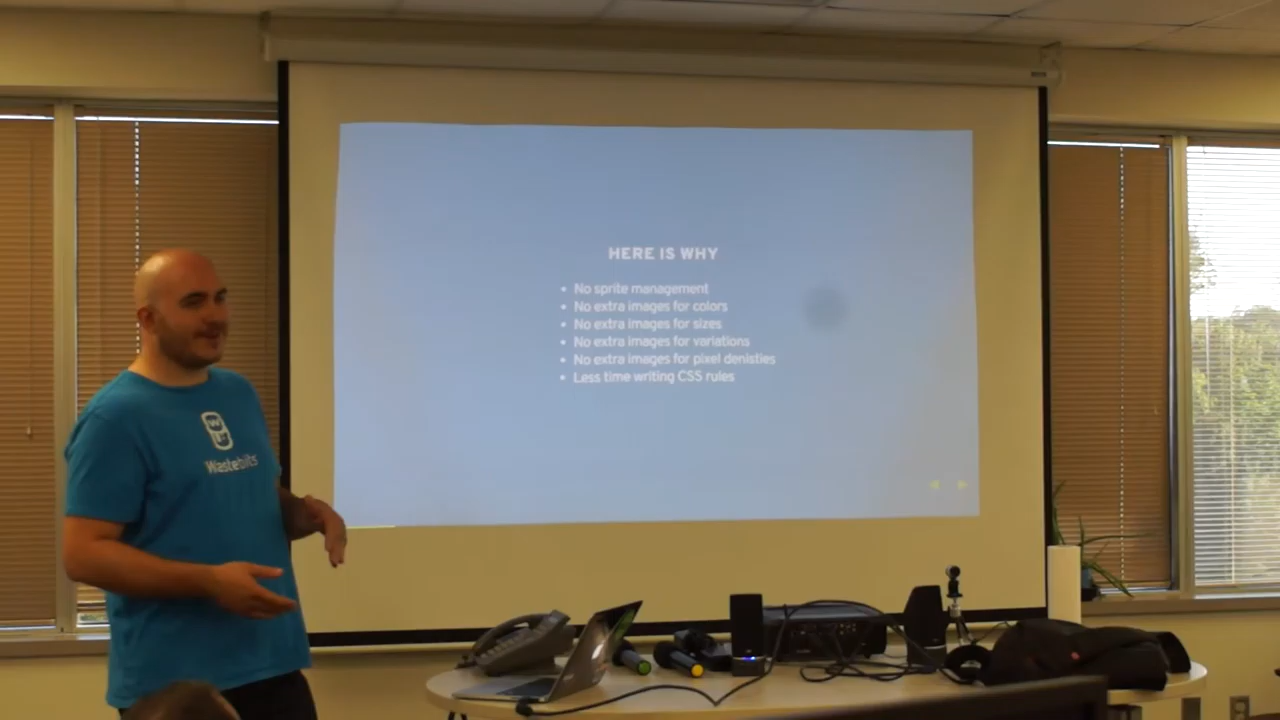 HERE IS WHY
• No sprite management
• No extra images for colors
• No extra images for sizes
• No extra images for variations
• No extra images for pixel denisties
• Less time writing CSS rules
Wastebits